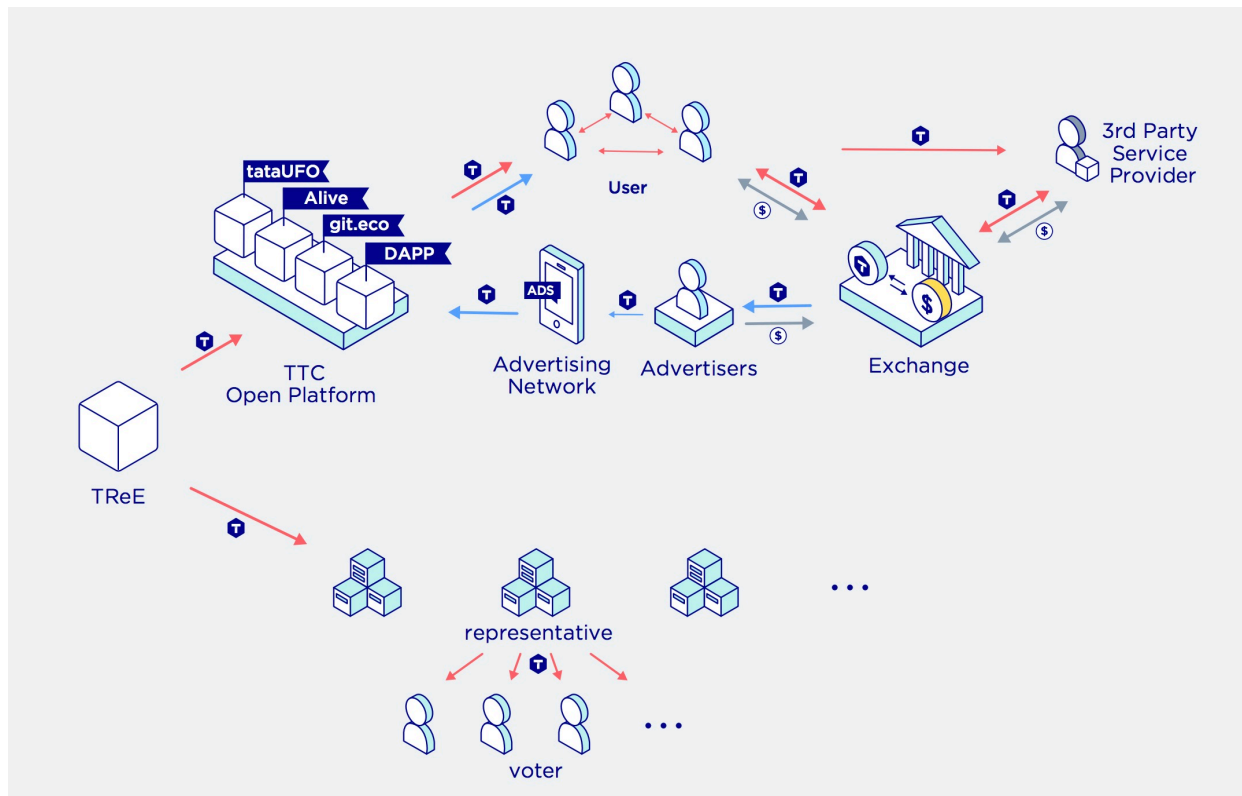 tataUFO
Alive
git.eco
DAPP
TTC
Open Platform
T
T
T
User
T
$
T
3rd Party
Service
Provider
T
$
T
ADS
Advertising
Network
T
Advertisers
T
$
T
$
Exchange
T
TReE
T
representative
T
voter